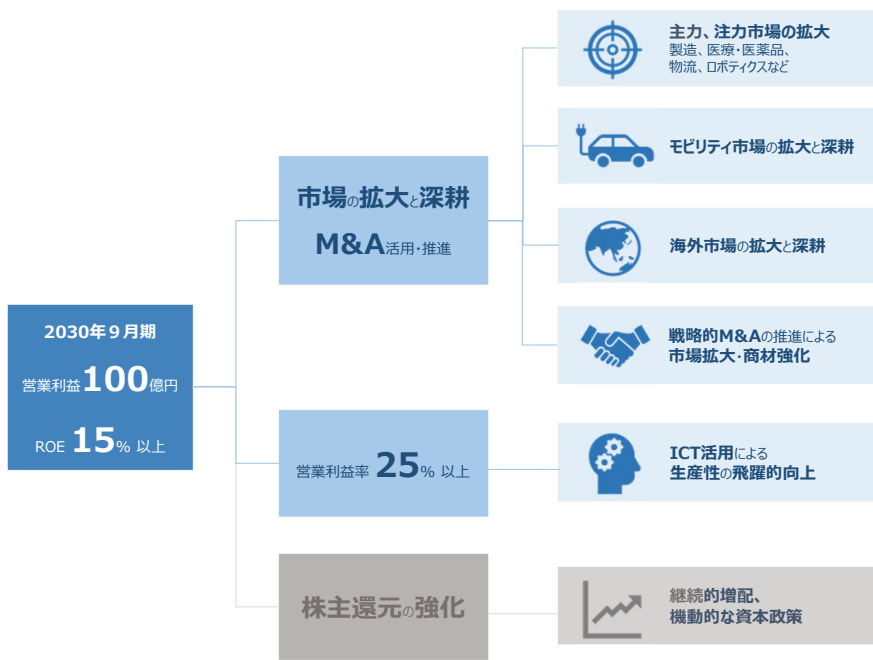 2030年9月期
営業利益100億円
ROE 15% 以上
市場の拡大と深耕
M&A活用・推進
営業利益率 25% 以上
株主還元の強化
主力、注力市場の拡大
製造、医療・医薬品、
物流、ロボティクスなど
モビリティ市場の拡大と深耕
海外市場の拡大と深耕
戦略的M&Aの推進による
市場拡大・商材強化
ICT活用による
生産性の飛躍的向上
継続的増配、
機動的な資本政策